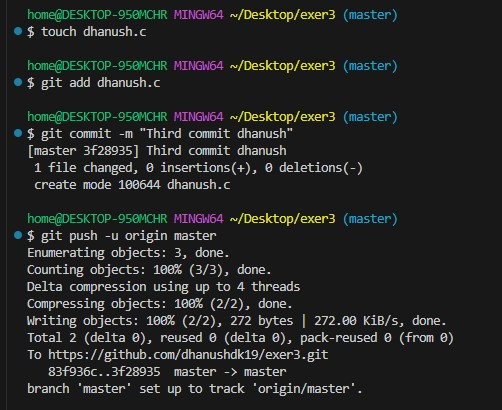 home@DESKTOP-950MCHR MINGW64 ~/Desktop/exer3 (master)
$ touch dhanush.c
home@DESKTOP-950MCHR MINGW64 ~/Desktop/exer3 (master)
$ git add dhanush.c
home@DESKTOP-950MCHR MINGW64 ~/Desktop/exer3 (master)
$ git commit -m "Third commit dhanush"
[master 3f28935] Third commit dhanush
 1 file changed, 0 insertions(+), 0 deletions(-)
 create mode 100644 dhanush.c
home@DESKTOP-950MCHR MINGW64 ~/Desktop/exer3 (master)
$ git push -u origin master
Enumerating objects: 3, done.
Counting objects: 100% (3/3), done.
Delta compression using up to 4 threads
Compressing objects: 100% (2/2), done.
Writing objects: 100% (2/2), 272 bytes | 272.00 KiB/s, done.
Total 2 (delta 0), reused 0 (delta 0), pack-reused 0 (from 0)
To https://github.com/dhanushdk19/exer3.git
   83f936c..3f28935  master -> master
branch 'master' set up to track 'origin/master'.